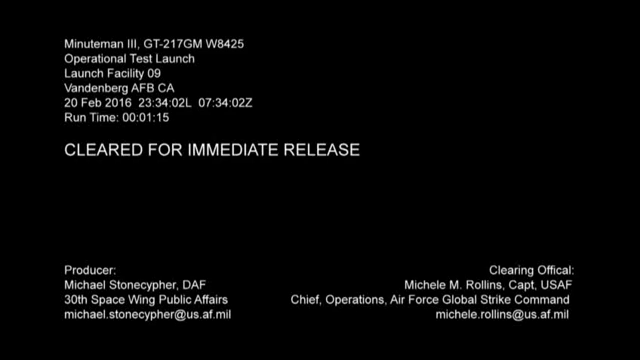 Minuteman III, GT-217GM W8425
Operational Test Launch
Launch Facility 09
Vandenberg AFB CA
20 Feb 2016  23:34:02L  07:34:02Z
Run Time: 00:01:15
CLEARED FOR IMMEDIATE RELEASE
Producer:
Michael Stonecypher, DAF
30th Space Wing Public Affairs
michael.stonecypher@us.af.mil
Clearing Offical:
Michele M. Rollins, Capt, USAF
Chief, Operations, Air Force Global Strike Command
michele.rollins@us.af.mil